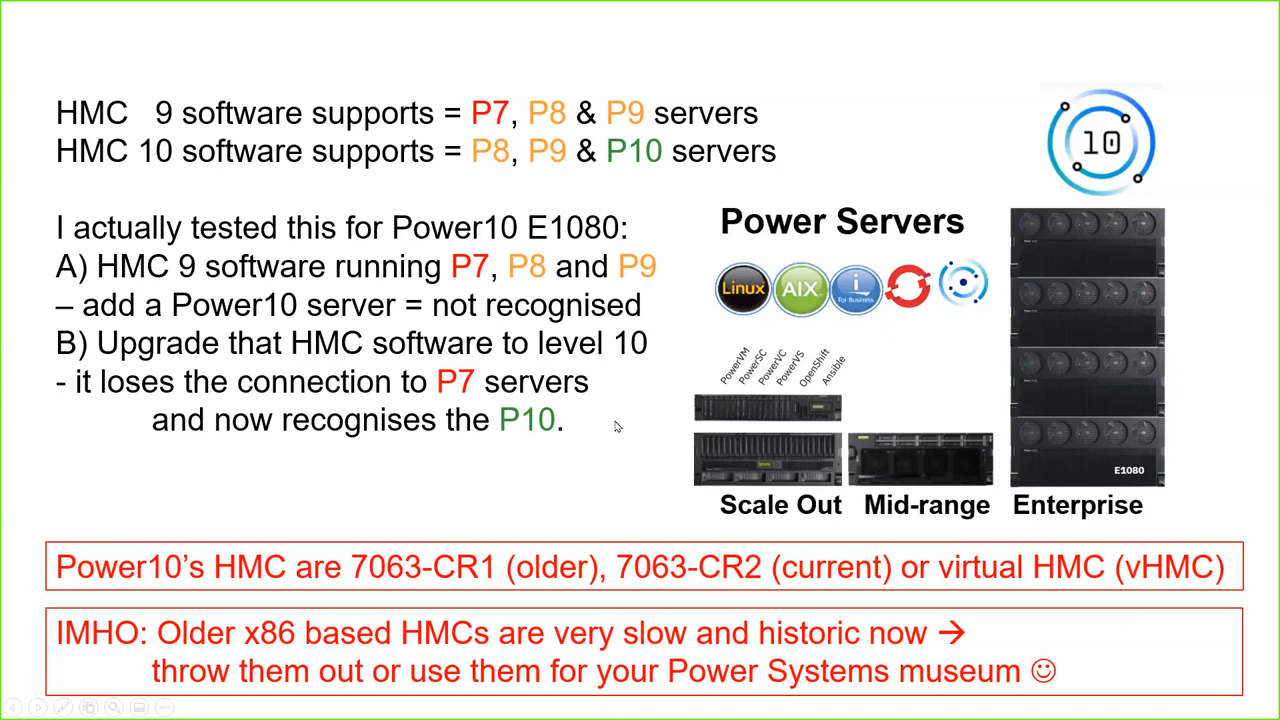 HMC 9 software supports = P7, P8 & P9 servers
HMC 10 software supports = P8, P9 & P10 servers
I actually tested this for Power10 E1080:
A) HMC 9 software running P7, P8 and P9
– add a Power10 server = not recognised
B) Upgrade that HMC software to level 10
- it loses the connection to P7 servers
and now recognises the P10.
10
Power Servers
Linux
AIX
i
for Business
PowerVM
PowerSC
PowerVC
PowerVS
OpenShift
Ansible
E1080
Scale Out
Mid-range
Enterprise
Power10’s HMC are 7063-CR1 (older), 7063-CR2 (current) or virtual HMC (vHMC)
IMHO: Older x86 based HMCs are very slow and historic now →
throw them out or use them for your Power Systems museum ☺